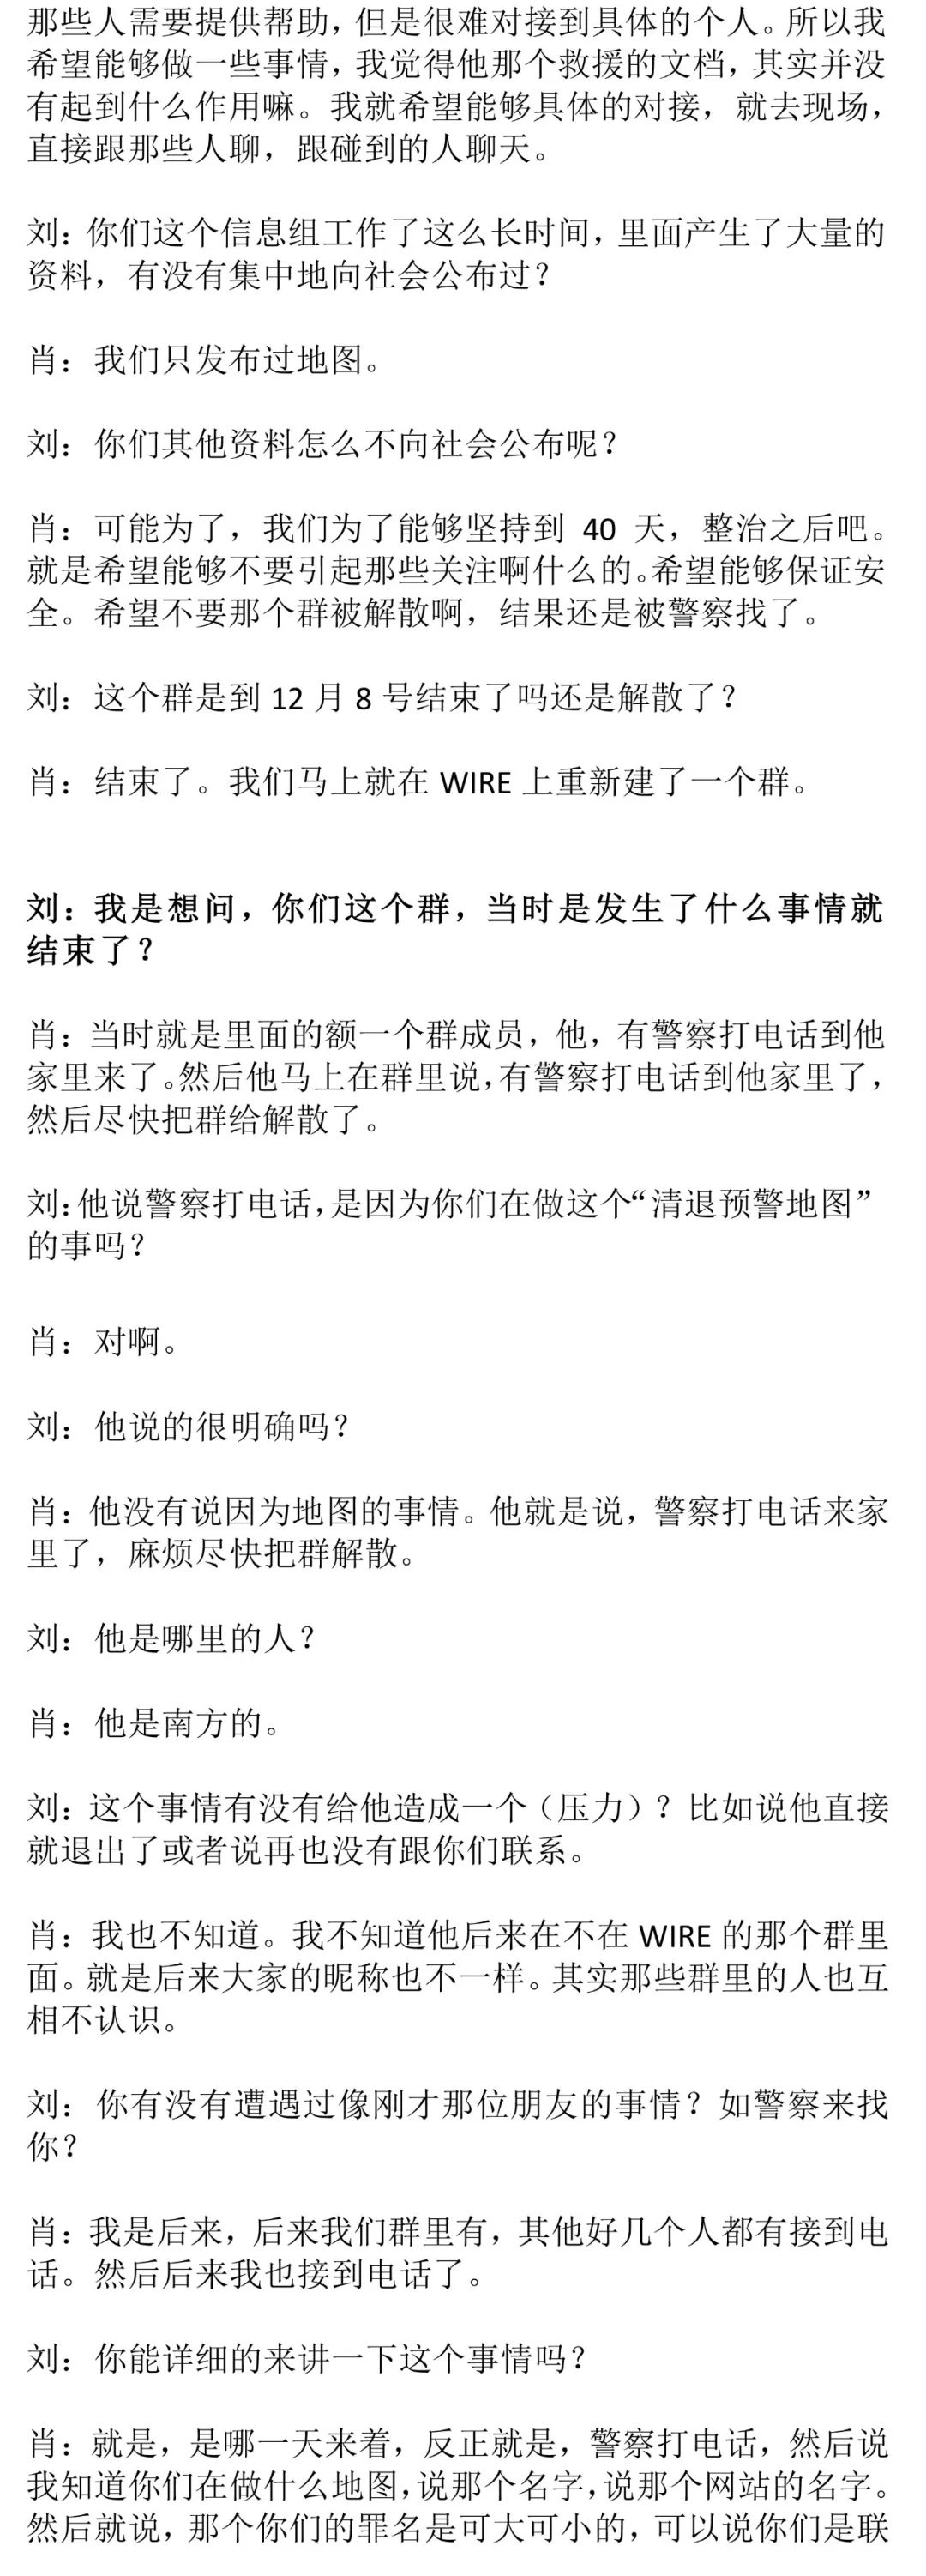 那些人需要提供帮助，但是很难对接到具体的个人。所以我
希望能够做一些事情，我觉得他那个救援的文档，其实并没
有起到什么作用嘛。我就希望能够具体的对接，就去现场，
直接跟那些人聊，跟碰到的人聊天。
刘：你们这个信息组工作了这么长时间，里面产生了大量的
资料，有没有集中地向社会公布过？
肖：我们只发布过地图。
刘：你们其他资料怎么不向社会公布呢？
肖：可能为了，我们为了能够坚持到 40 天，整治之后吧。
就是希望能够不要引起那些关注啊什么的。希望能够保证安
全。希望不要那个群被解散啊，结果还是被警察找了。
刘：这个群是到 12 月 8 号结束了吗还是解散了？
肖：结束了。我们马上就在 WIRE 上重新建了一个群。
刘：我是想问，你们这个群，当时是发生了什么事情就
结束了？
肖：当时就是里面的额一个群成员，他，有警察打电话到他
家里来了。然后他马上在群里说，有警察打电话到他家里了，
然后尽快把群给解散了。
刘：他说警察打电话，是因为你们在做这个“清退预警地图”
的事吗？
肖：对啊。
刘：他说的很明确吗？
肖：他没有说因为地图的事情。他就是说，警察打电话来家
里了，麻烦尽快把群解散。
刘：他是哪里的人？
肖：他是南方的。
刘：这个事情有没有给他造成一个（压力）？比如说他直接
就退出了或者说再也没有跟你们联系。
肖：我也不知道。我不知道他后来在不在 WIRE 的那个群里
面。就是后来大家的昵称也不一样。其实那些群里的人也互
相不认识。
刘：你有没有遭遇过像刚才那位朋友的事情？如警察来找
你？
肖：我是后来，后来我们群里有，其他好几个人都有接到电
话。然后后来我也接到电话了。
刘：你能详细的来讲一下这个事情吗？
肖：就是，是哪一天来着，反正就是，警察打电话，然后说
我知道你们在做什么地图，说那个名字，说那个网站的名字。
然后就说，那个你们的罪名是可大可小的，可以说你们是联